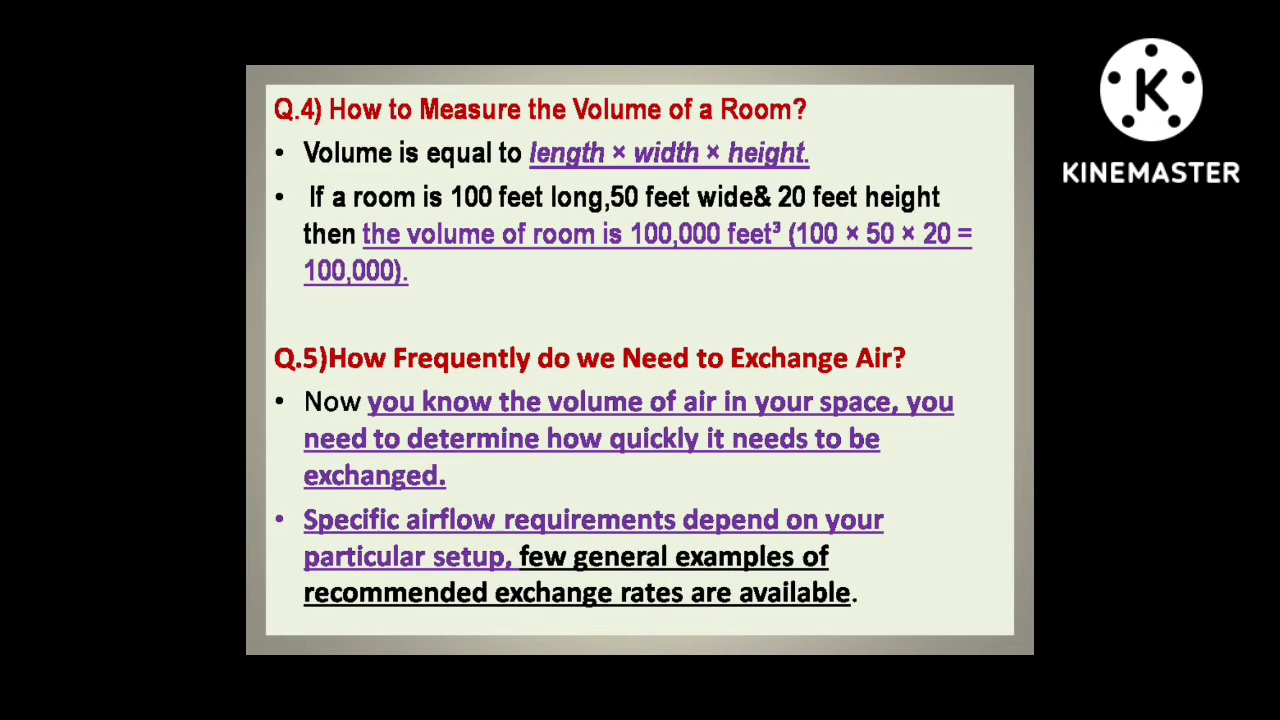 Q.4) How to Measure the Volume of a Room?
• Volume is equal to length × width × height.
• If a room is 100 feet long,50 feet wide& 20 feet height
then the volume of room is 100,000 feet³ (100 × 50 × 20 =
100,000).
Q.5)How Frequently do we Need to Exchange Air?
• Now you know the volume of air in your space, you
need to determine how quickly it needs to be
exchanged.
• Specific airflow requirements depend on your
particular setup, few general examples of
recommended exchange rates are available.
K
KINEMASTER